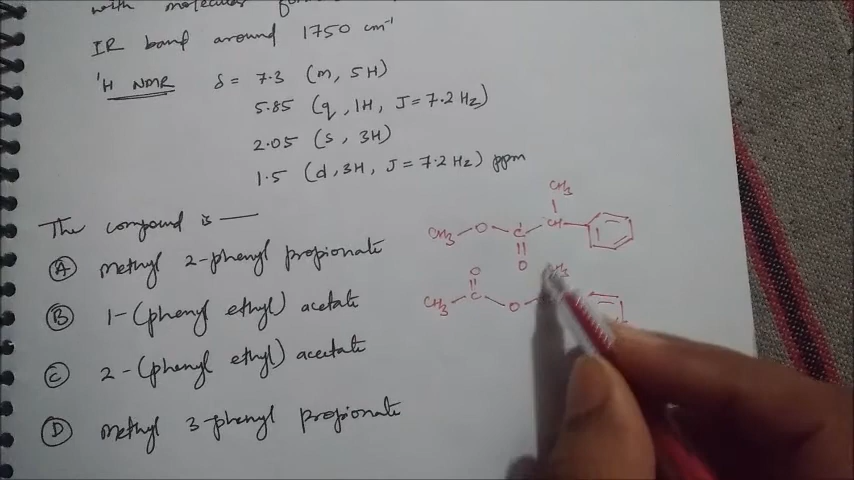 with molecular
IR band around 1750 cm⁻¹
¹H NMR δ = 7.3 (m, 5H)
5.85 (q, 1H, J = 7.2 Hz)
2.05 (s, 3H)
1.5 (d, 3H, J = 7.2 Hz) ppm
The compound is ——
(A) Methyl 2-phenyl propionate
(B) 1-(phenyl ethyl) acetate
(C) 2-(phenyl ethyl) acetate
(D) Methyl 3-phenyl propionate
CH₃
CH₃ O C CH
O
CH₃
O
CH₃ C O